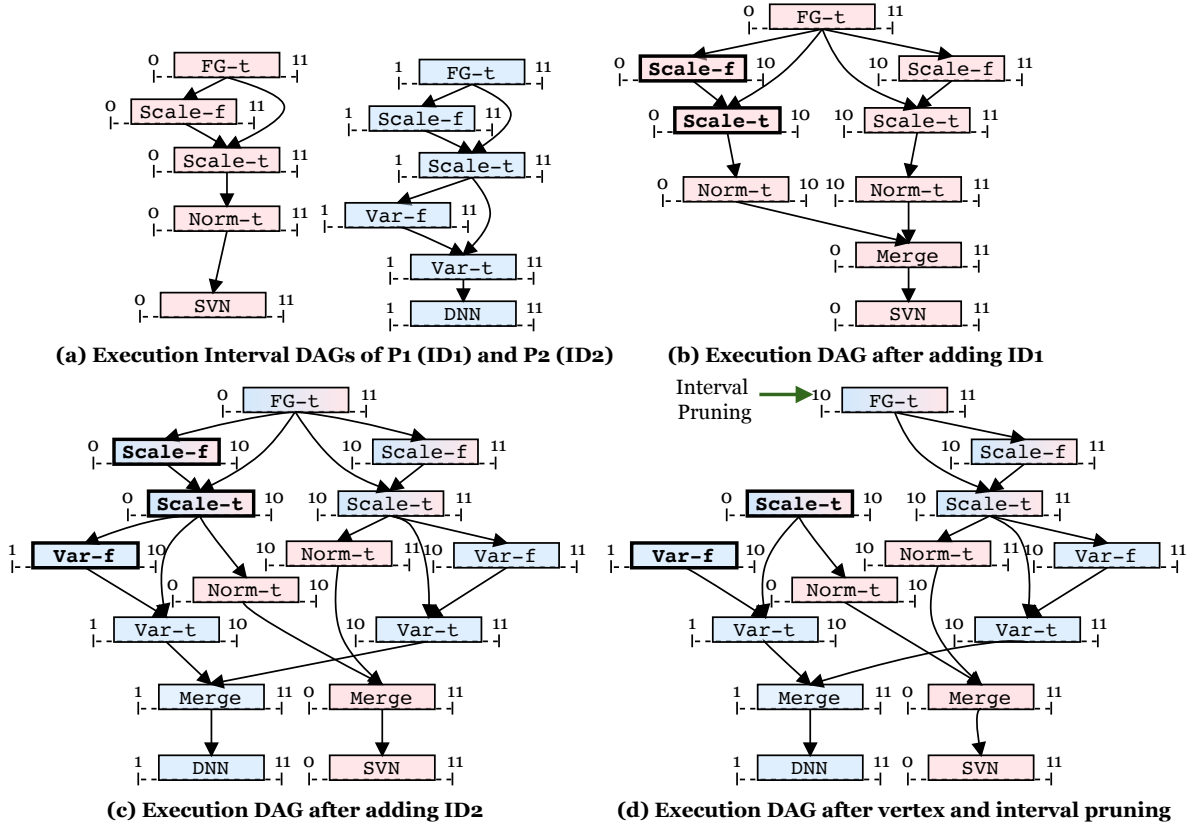 0 FG-t 11
0 Scale-f 11
0 Scale-t 11
0 Norm-t 11
0 SVN 11
1 FG-t 11
1 Scale-f 11
1 Scale-t 11
1 Var-f 11
1 Var-t 11
1 DNN 11
(a) Execution Interval DAGs of P1 (ID1) and P2 (ID2)
0 FG-t 11
0 Scale-f 10
10 Scale-f 11
0 Scale-t 10
10 Scale-t 11
0 Norm-t 10
10 Norm-t 11
0 Merge 11
0 SVN 11
(b) Execution DAG after adding ID1
0 FG-t 11
0 Scale-f 10
10 Scale-f 11
0 Scale-t 10
10 Scale-t 11
1 Var-f 10
10 Norm-t 11
10 Var-f 11
0 Norm-t 10
1 Var-t 10
10 Var-t 11
1 Merge 11
0 Merge 11
1 DNN 11
0 SVN 11
(c) Execution DAG after adding ID2
Interval
Pruning
10 FG-t 11
10 Scale-f 11
0 Scale-t 10
10 Scale-t 11
1 Var-f 10
10 Norm-t 11
10 Var-f 11
0 Norm-t 10
1 Var-t 10
10 Var-t 11
1 Merge 11
0 Merge 11
1 DNN 11
0 SVN 11
(d) Execution DAG after vertex and interval pruning